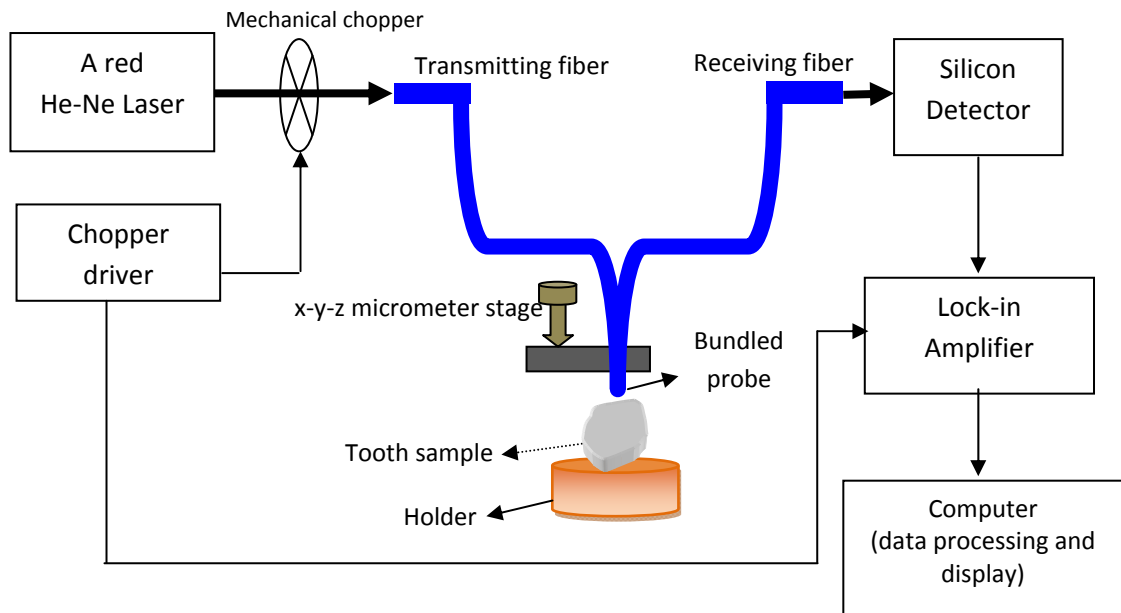 Mechanical chopper
A red
He-Ne Laser
Transmitting fiber
Receiving fiber
Silicon
Detector
Chopper
driver
x-y-z micrometer stage
Bundled
probe
Lock-in
Amplifier
Tooth sample
Holder
Computer
(data processing and
display)